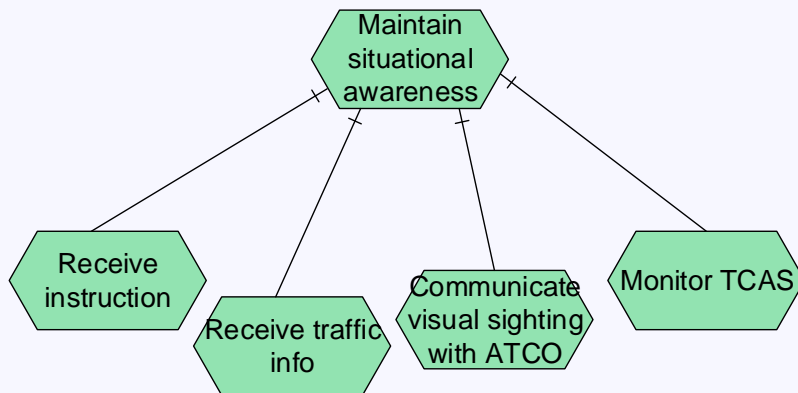 Maintain
situational
awareness
Receive
instruction
Receive traffic
info
Communicate
visual sighting
with ATCO
Monitor TCAS